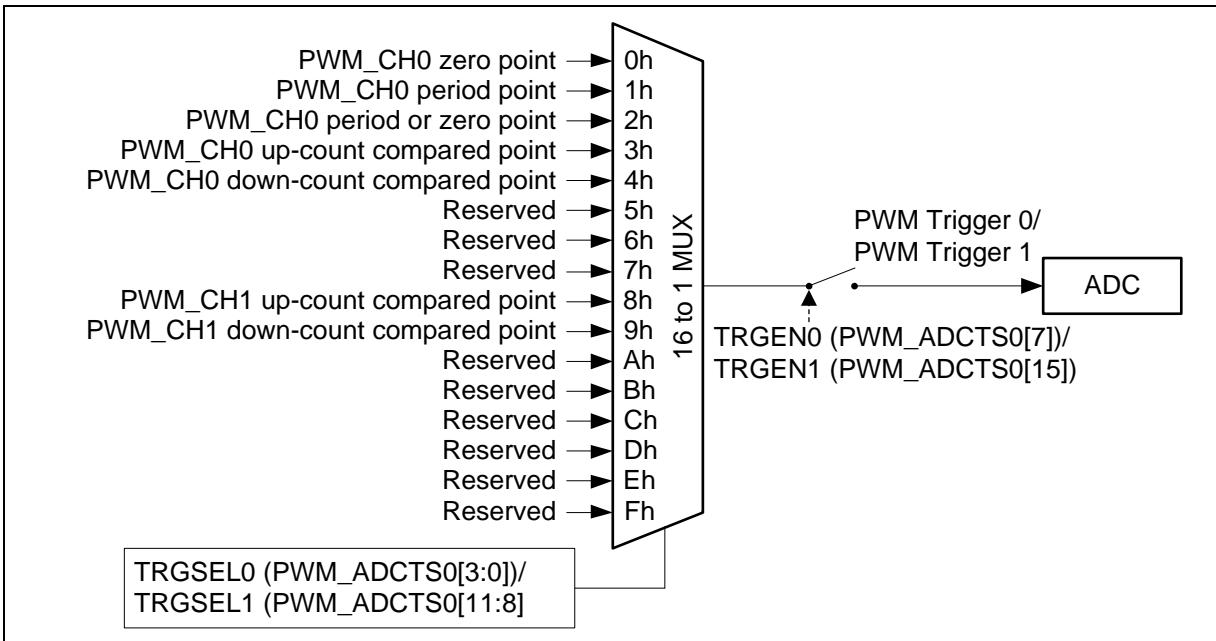 PWM_CH0 zero point 0h
PWM_CH0 period point 1h
PWM_CH0 period or zero point 2h
PWM_CH0 up-count compared point 3h
PWM_CH0 down-count compared point 4h
Reserved 5h
Reserved 6h
Reserved 7h
PWM_CH1 up-count compared point 8h
PWM_CH1 down-count compared point 9h
Reserved Ah
Reserved Bh
Reserved Ch
Reserved Dh
Reserved Eh
Reserved Fh
16 to 1 MUX
PWM Trigger 0/
PWM Trigger 1
ADC
TRGEN0 (PWM_ADCTS0[7])/
TRGEN1 (PWM_ADCTS0[15])
TRGSEL0 (PWM_ADCTS0[3:0])/
TRGSEL1 (PWM_ADCTS0[11:8]